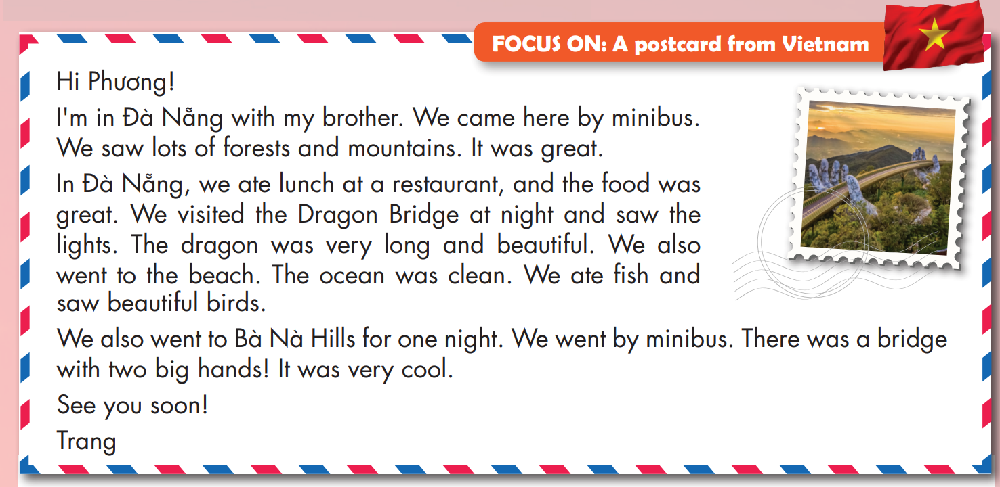 FOCUS ON: A postcard from Vietnam
Hi Phương!
I'm in Đà Nẵng with my brother. We came here by minibus.
We saw lots of forests and mountains. It was great.
In Đà Nẵng, we ate lunch at a restaurant, and the food was
great. We visited the Dragon Bridge at night and saw the
lights. The dragon was very long and beautiful. We also
went to the beach. The ocean was clean. We ate fish and
saw beautiful birds.
We also went to Bà Nà Hills for one night. We went by minibus. There was a bridge
with two big hands! It was very cool.
See you soon!
Trang